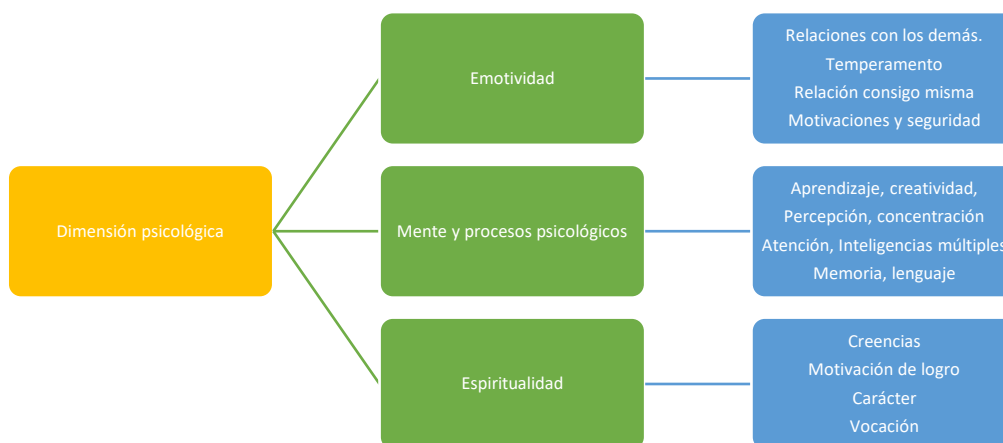 Dimensión psicológica
Emotividad
Relaciones con los demás.
Temperamento
Relación consigo misma
Motivaciones y seguridad
Mente y procesos psicológicos
Aprendizaje, creatividad,
Percepción, concentración
Atención, Inteligencias múltiples
Memoria, lenguaje
Espiritualidad
Creencias
Motivación de logro
Carácter
Vocación